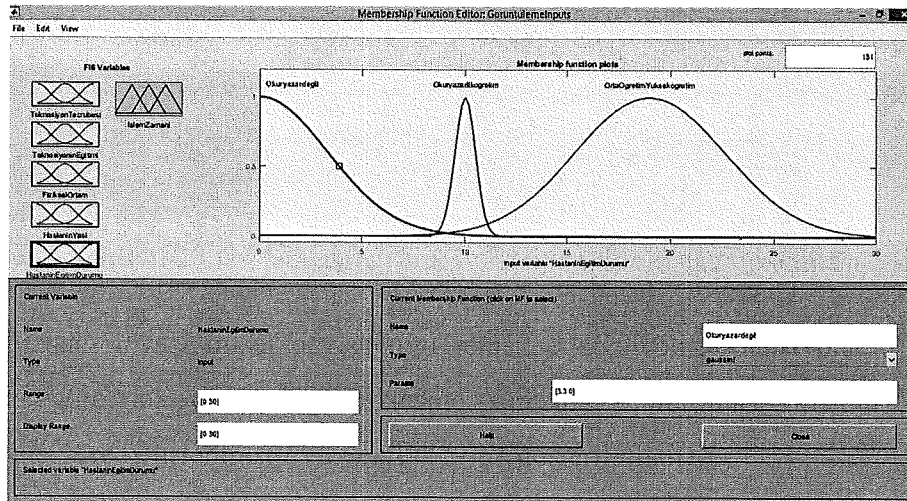 Membership Function Editor: GoruntulemeInputs
File Edit View
FIS Variables
plot points:
181
Membership function plots
TeknisyenTecrubesi
IslemZamani
TeknisyeninEgitimi
FizikselOrtam
HastaninYasi
HastaninEgitimDurumu
Okuryazardegil
OkuryazarIlkogretim
OrtaOgretimYuksekogretim
1
0.5
0
0 5 10 15 20 25 30
input variable "HastaninEgitimDurumu"
Current Variable
Name HastaninEgitimDurumu
Type input
Range [0 30]
Display Range [0 30]
Current Membership Function (click on MF to select)
Name Okuryazardegil
Type gaussmf
Params [3.3 0]
Help Close
Selected variable "HastaninEgitimDurumu"